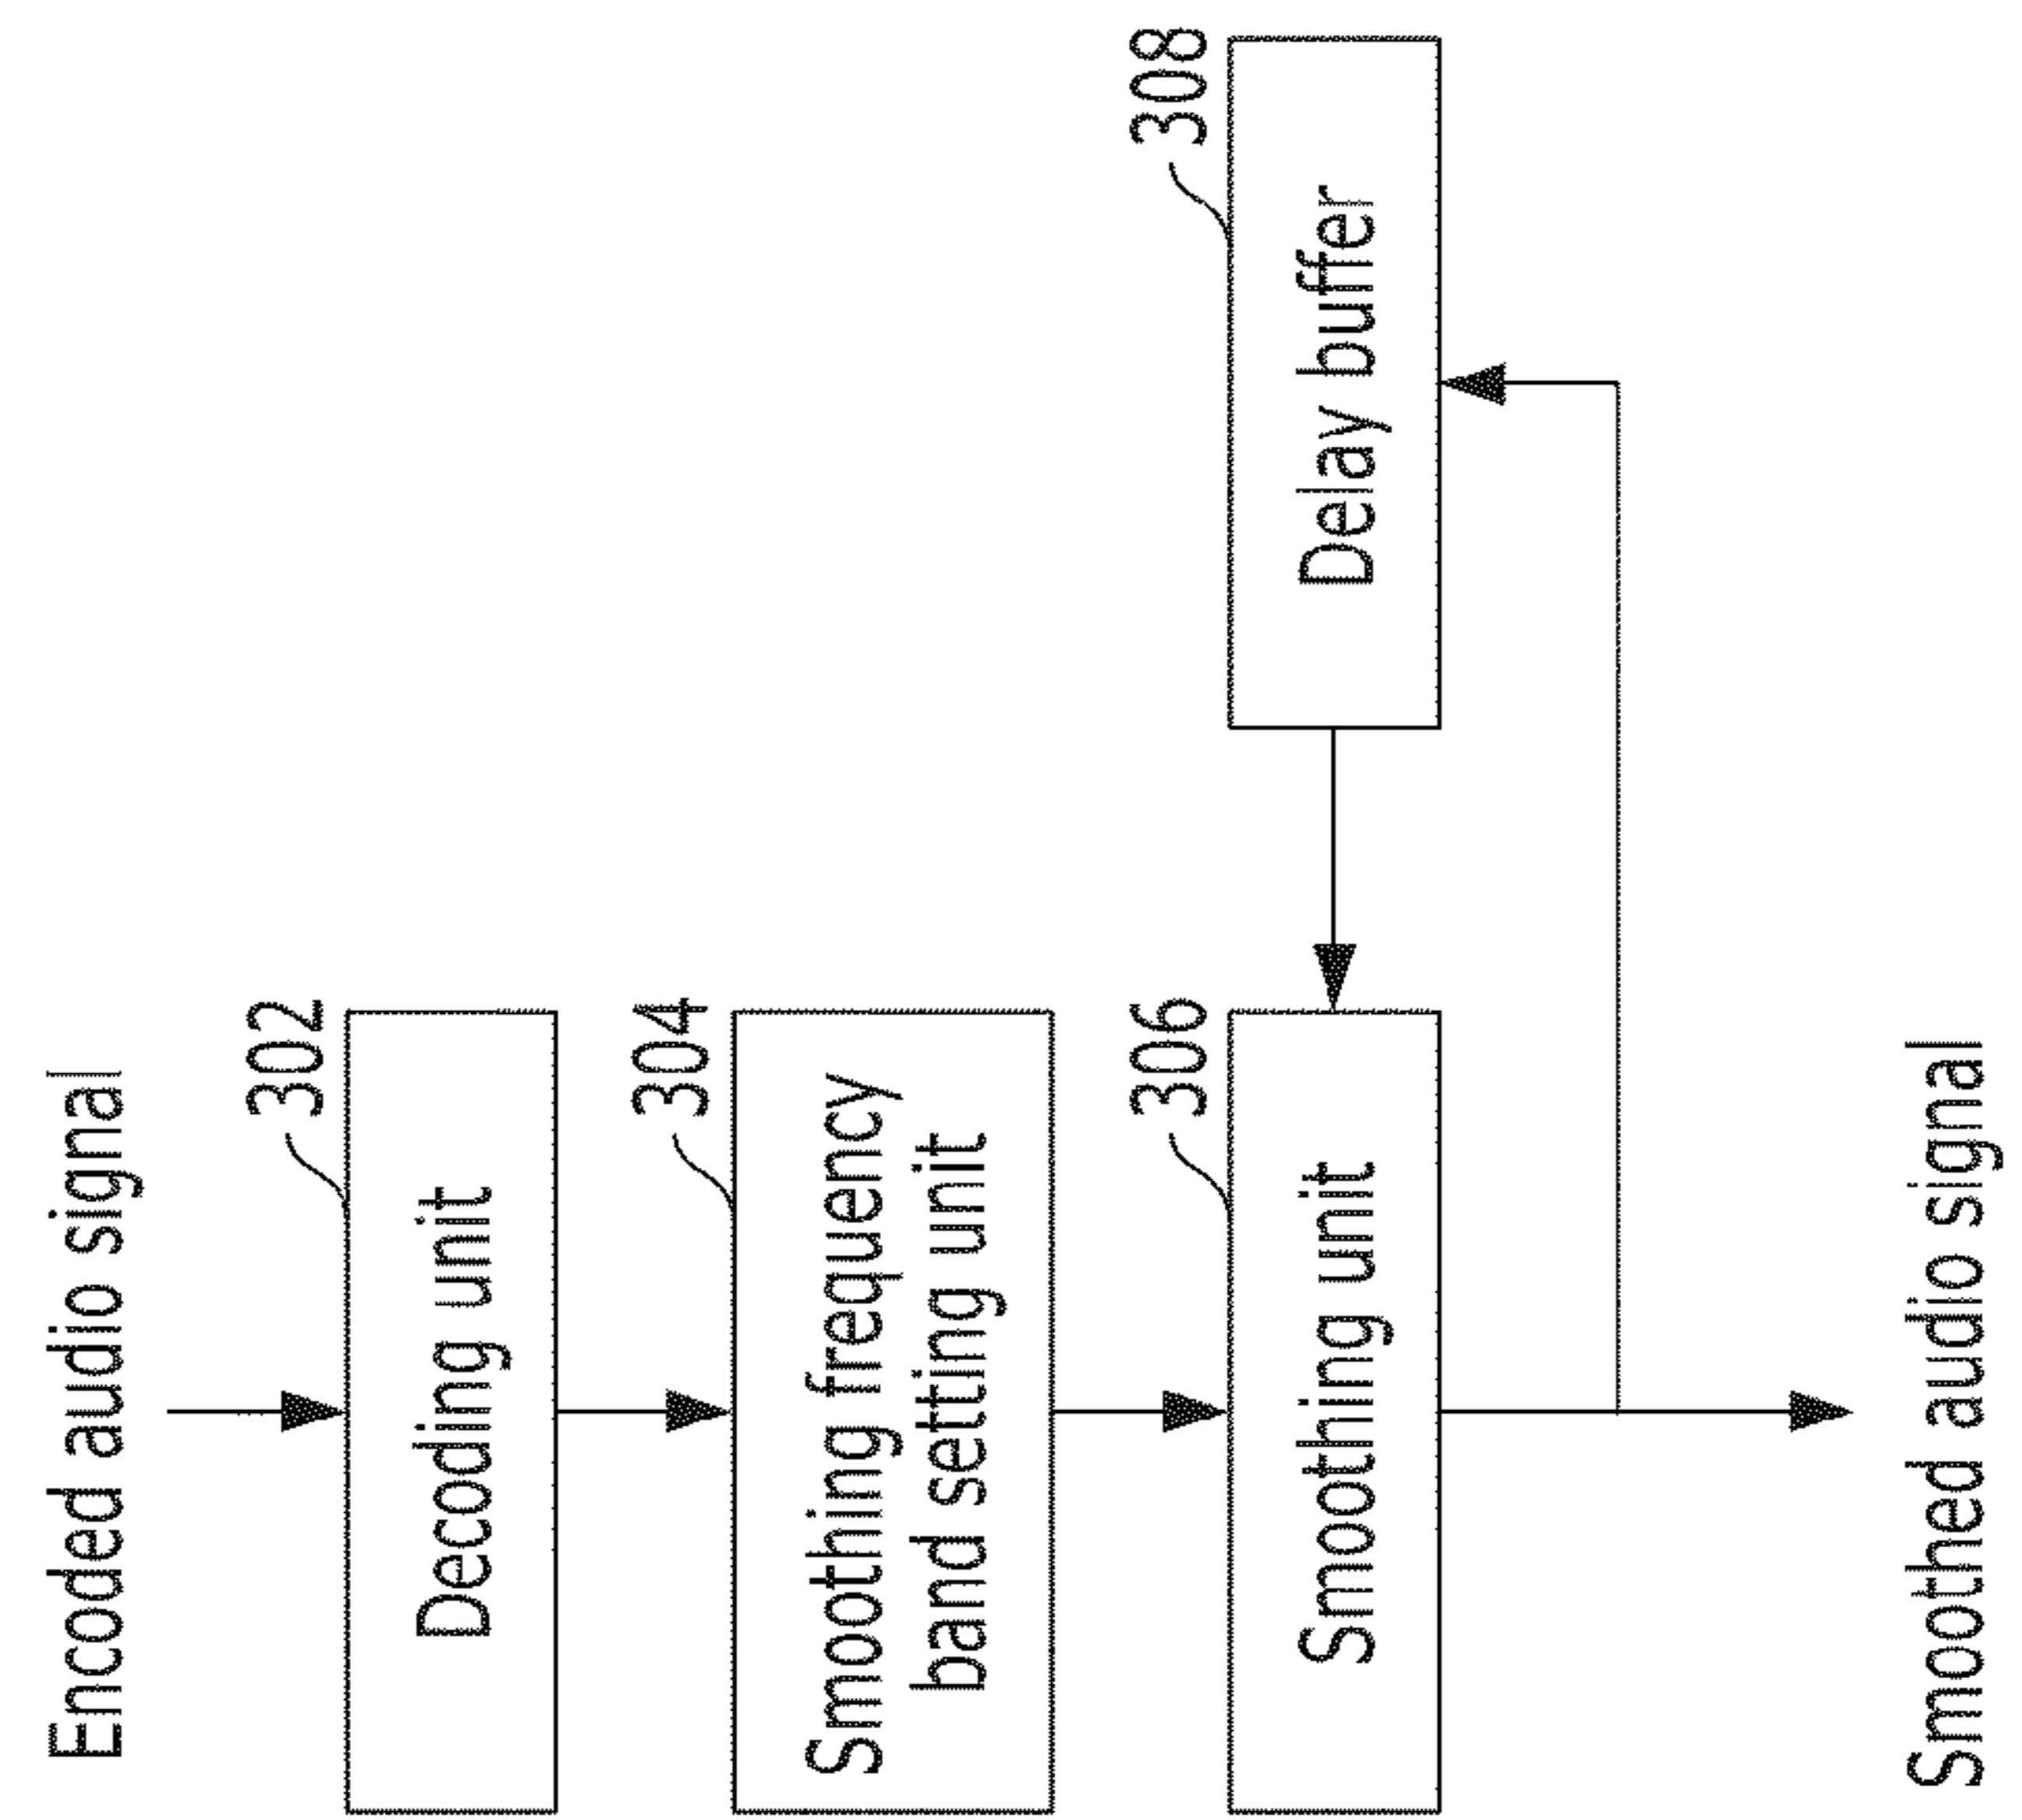 Encoded audio signal
302
Decoding unit
304
Smoothing frequency
band setting unit
306
Smoothing unit
308
Delay buffer
Smoothed audio signal